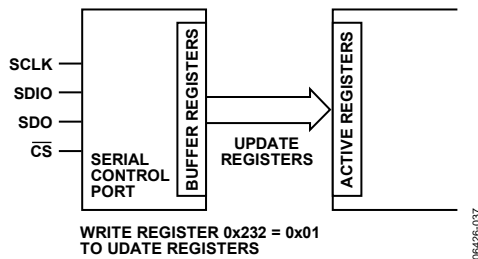 SCLK
SDIO
SDO
CS
SERIAL
CONTROL
PORT
BUFFER REGISTERS
UPDATE
REGISTERS
ACTIVE REGISTERS
WRITE REGISTER 0x232 = 0x01
TO UDATE REGISTERS
06426-037